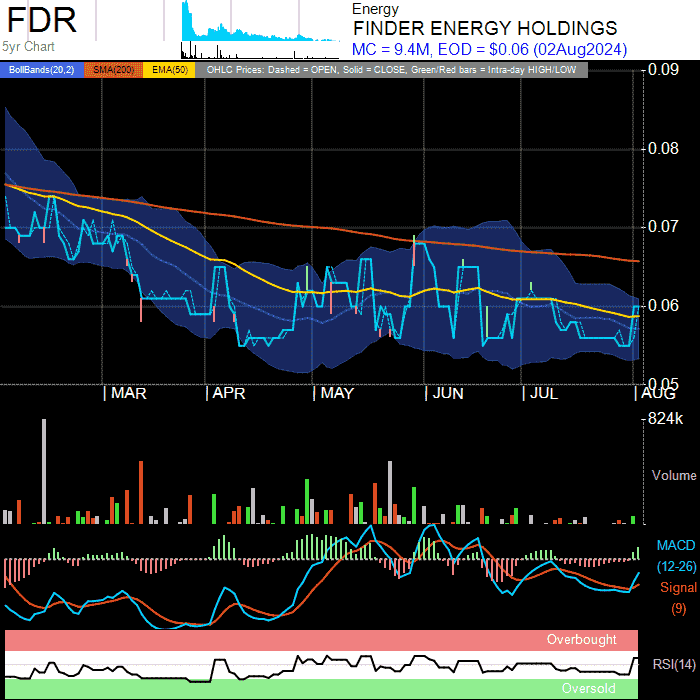 FDR
5yr Chart
Energy
FINDER ENERGY HOLDINGS
MC = 9.4M, EOD = $0.06 (02Aug2024)
BollBands(20,2) SMA(200) EMA(50) OHLC Prices: Dashed = OPEN, Solid = CLOSE, Green/Red bars = Intra-day HIGH/LOW
0.09
0.08
0.07
0.06
0.05
MAR APR MAY JUN JUL AUG
824k
Volume
MACD
(12-26)
Signal
(9)
Overbought
RSI(14)
Oversold